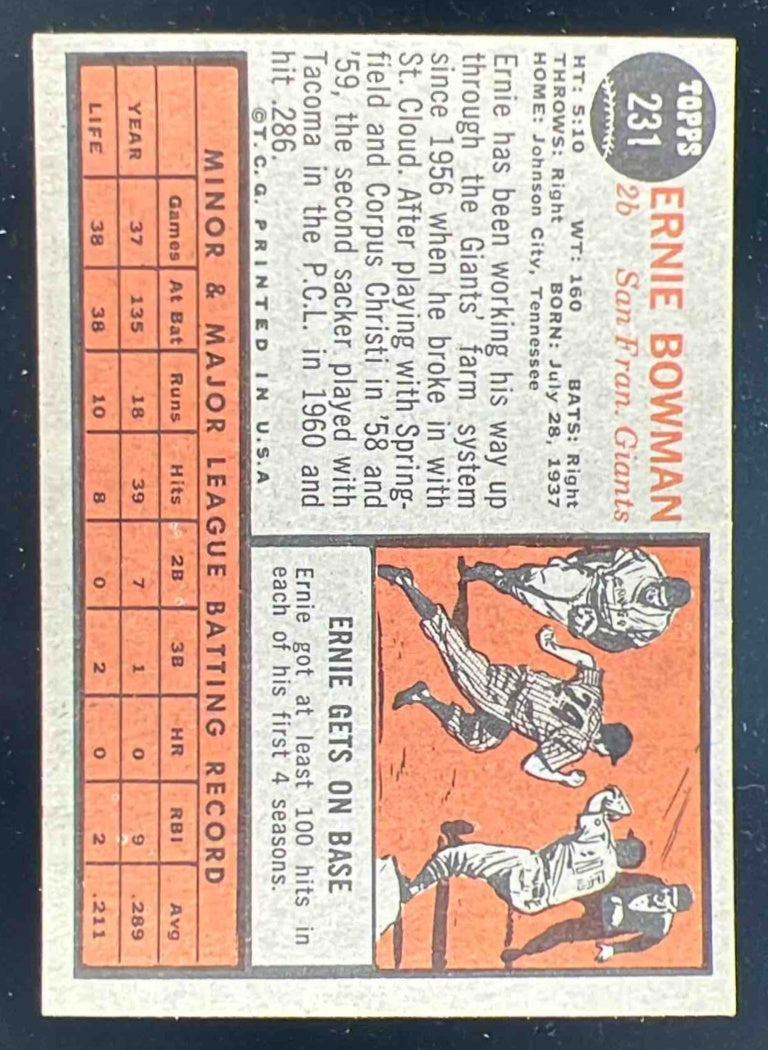 TOPPS
231
ERNIE BOWMAN
2b San Fran. Giants
HT: 5:10 WT: 160 BATS: Right
THROWS: Right BORN: July 28, 1937
HOME: Johnson City, Tennessee
Ernie has been working his way up
through the Giants' farm system
since 1956 when he broke in with
St. Cloud. After playing with Spring-
field and Corpus Christi in '58 and
'59, the second sacker played with
Tacoma in the P.C.L. in 1960 and
hit .286.
©T.C.G. PRINTED IN U.S.A
ERNIE GETS ON BASE
Ernie got at least 100 hits in
each of his first 4 seasons.
MINOR & MAJOR LEAGUE BATTING RECORD
Games At Bat Runs Hits 2B 3B HR RBI Avg
YEAR 37 135 18 39 7 1 0 9 .289
LIFE 38 38 10 8 0 2 0 2 .211